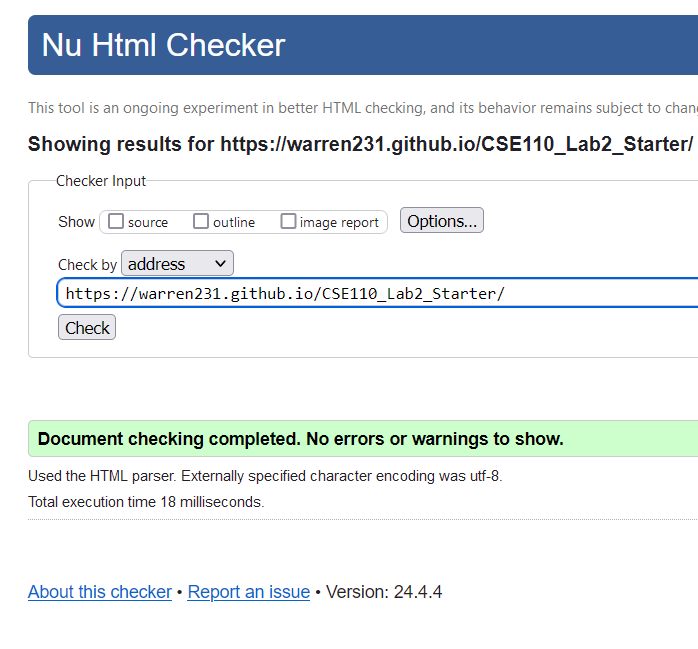 Nu Html Checker
This tool is an ongoing experiment in better HTML checking, and its behavior remains subject to chan
Showing results for https://warren231.github.io/CSE110_Lab2_Starter/
Checker Input
Show source outline image report Options...
Check by address
https://warren231.github.io/CSE110_Lab2_Starter/
Check
Document checking completed. No errors or warnings to show.
Used the HTML parser. Externally specified character encoding was utf-8.
Total execution time 18 milliseconds.
About this checker • Report an issue • Version: 24.4.4